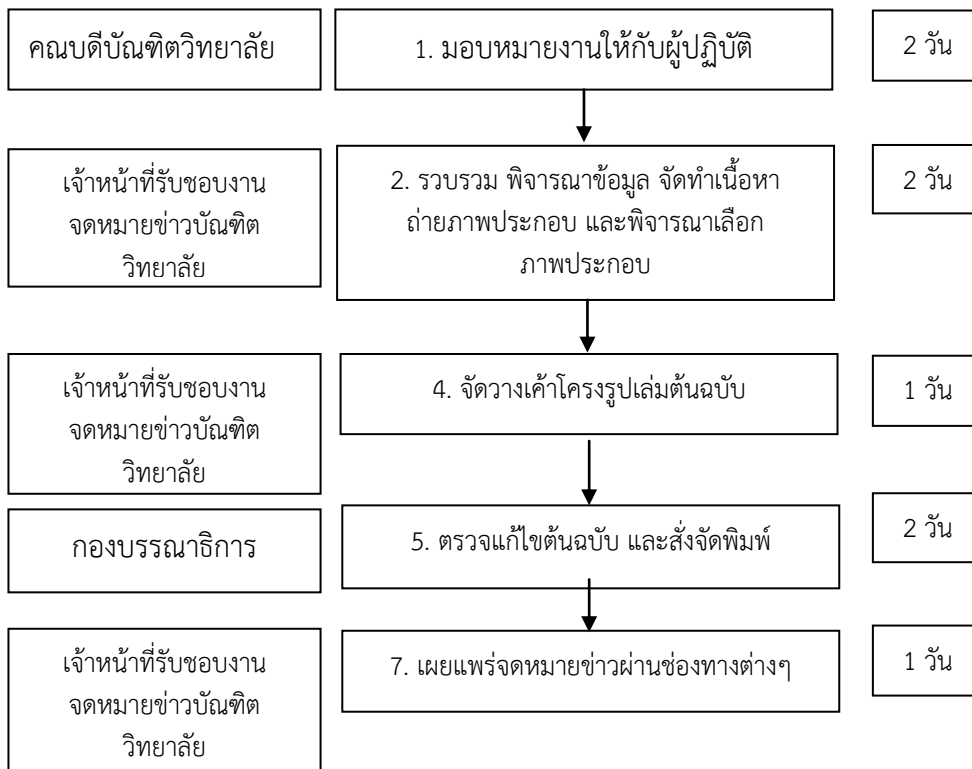 คณบดีบัณฑิตวิทยาลัย
1. มอบหมายงานให้กับผู้ปฏิบัติ
2 วัน
เจ้าหน้าที่รับชอบงาน
จดหมายข่าวบัณฑิต
วิทยาลัย
2. รวบรวม พิจารณาข้อมูล จัดทำเนื้อหา
ถ่ายภาพประกอบ และพิจารณาเลือก
ภาพประกอบ
2 วัน
เจ้าหน้าที่รับชอบงาน
จดหมายข่าวบัณฑิต
วิทยาลัย
4. จัดวางเค้าโครงรูปเล่มต้นฉบับ
1 วัน
กองบรรณาธิการ
5. ตรวจแก้ไขต้นฉบับ และสั่งจัดพิมพ์
2 วัน
เจ้าหน้าที่รับชอบงาน
จดหมายข่าวบัณฑิต
วิทยาลัย
7. เผยแพร่จดหมายข่าวผ่านช่องทางต่างๆ
1 วัน